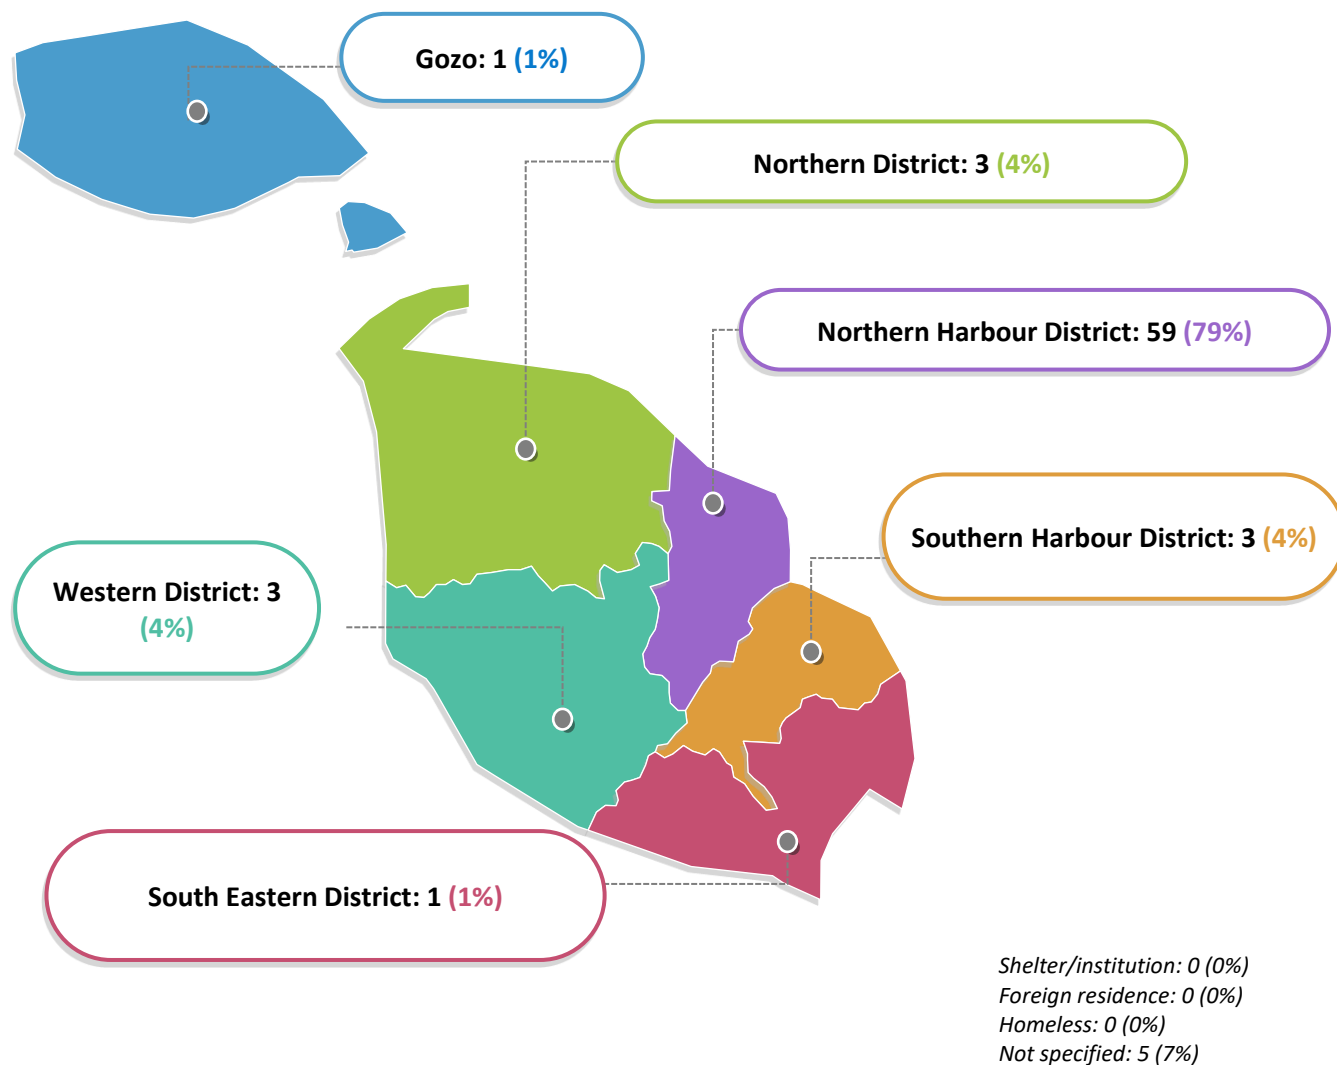 Gozo: 1 (1%)
Northern District: 3 (4%)
Northern Harbour District: 59 (79%)
Southern Harbour District: 3 (4%)
Western District: 3
(4%)
South Eastern District: 1 (1%)
Shelter/institution: 0 (0%)
Foreign residence: 0 (0%)
Homeless: 0 (0%)
Not specified: 5 (7%)